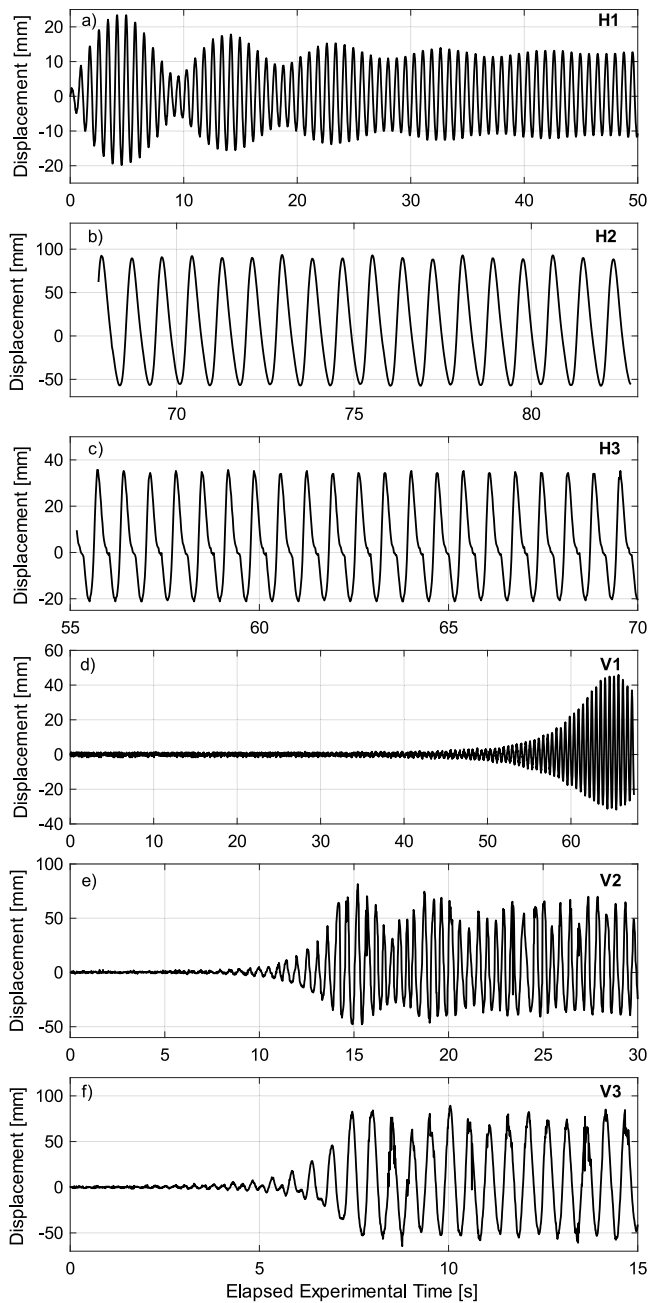 a) H1
Displacement [mm]
20
10
0
-10
-20
0 10 20 30 40 50
b) H2
Displacement [mm]
100
50
0
-50
70 75 80
c) H3
Displacement [mm]
40
20
0
-20
55 60 65 70
d) V1
Displacement [mm]
60
40
20
0
-20
-40
0 10 20 30 40 50 60
e) V2
Displacement [mm]
100
50
0
-50
0 5 10 15 20 25 30
f) V3
Displacement [mm]
100
50
0
-50
0 5 10 15
Elapsed Experimental Time [s]